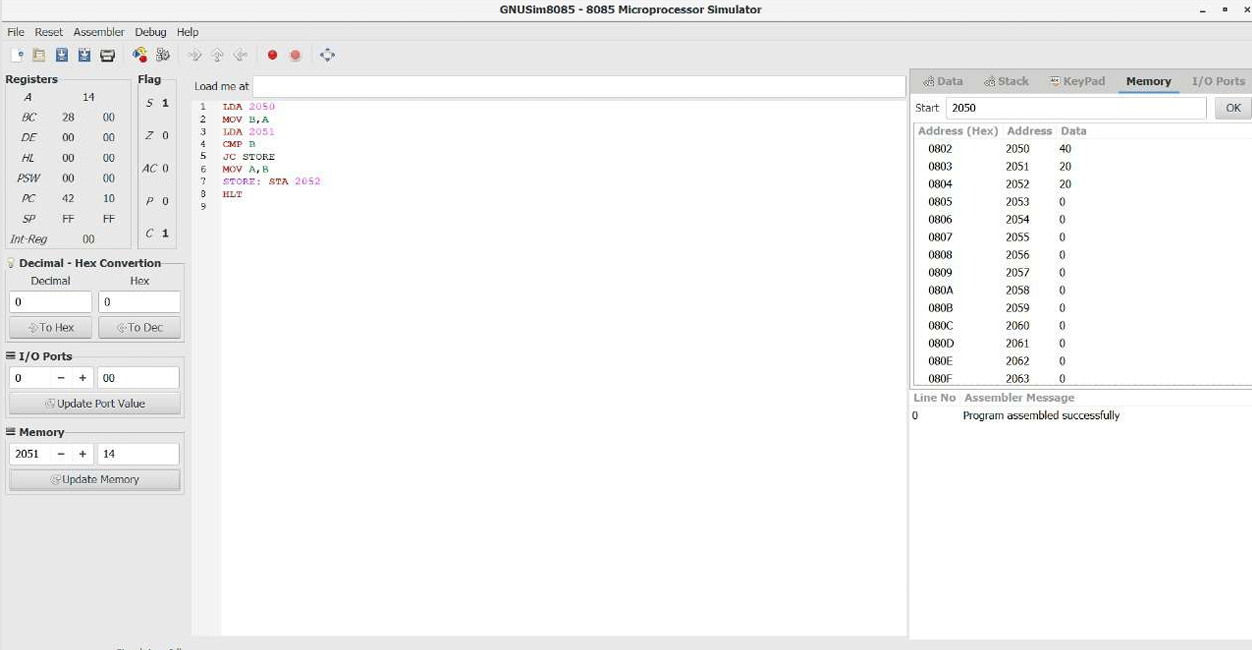 GNUSim8085 - 8085 Microprocessor Simulator
File Reset Assembler Debug Help
Registers
A 14
BC 28 00
DE 00 00
HL 00 00
PSW 00 00
PC 42 10
SP FF FF
Int-Reg 00
Flag
S 1
Z 0
AC 0
P 0
C 1
Decimal - Hex Convertion
Decimal Hex
0 0
To Hex To Dec
I/O Ports
0 − + 00
Update Port Value
Memory
2051 − + 14
Update Memory
Load me at
1 LDA 2050
2 MOV B,A
3 LDA 2051
4 CMP B
5 JC STORE
6 MOV A,B
7 STORE: STA 2052
8 HLT
9
Data Stack KeyPad Memory I/O Ports
Start 2050 OK
Address (Hex) Address Data
0802 2050 40
0803 2051 20
0804 2052 20
0805 2053 0
0806 2054 0
0807 2055 0
0808 2056 0
0809 2057 0
080A 2058 0
080B 2059 0
080C 2060 0
080D 2061 0
080E 2062 0
080F 2063 0
Line No Assembler Message
0 Program assembled successfully